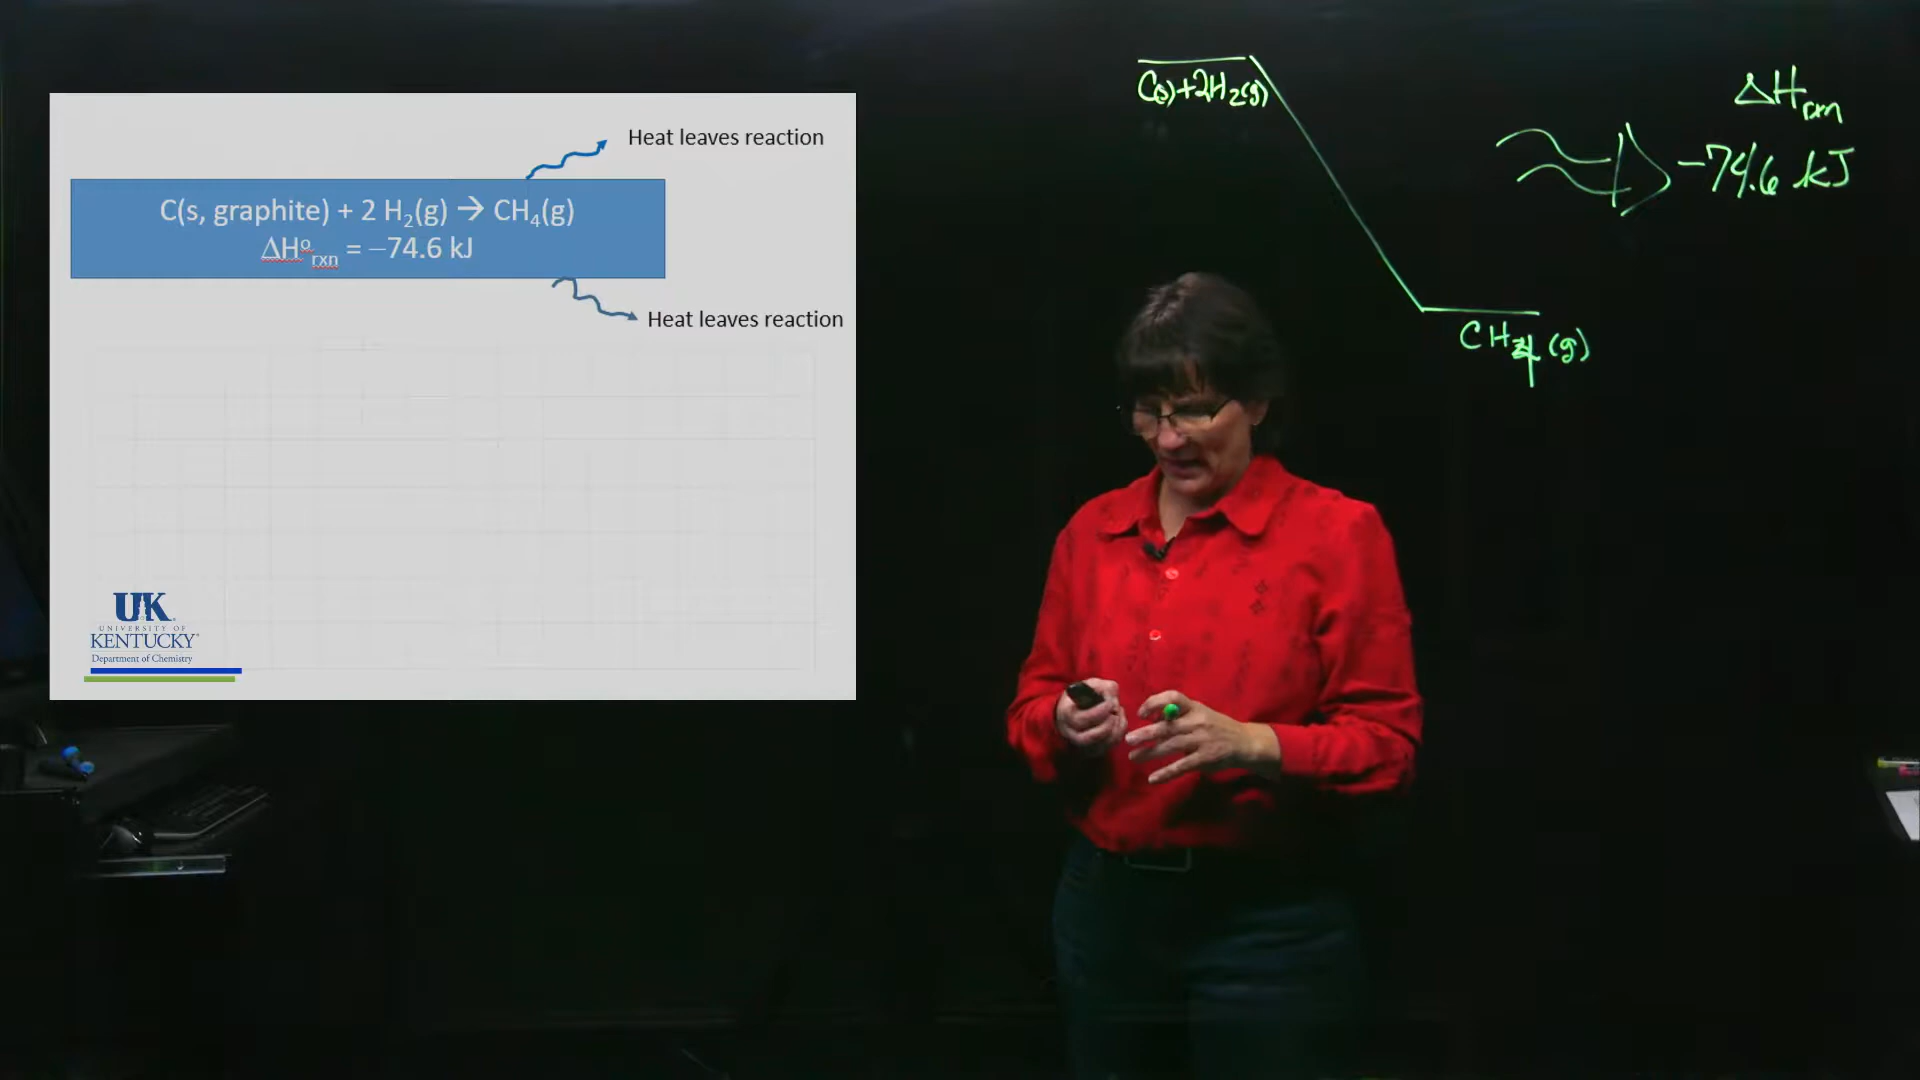 Heat leaves reaction
C(s, graphite) + 2 H₂(g) → CH₄(g)
ΔH°rxn = −74.6 kJ
Heat leaves reaction
UK
UNIVERSITY OF
KENTUCKY
Department of Chemistry
C(s)+2H₂(g)
CH₄(g)
ΔHrxn
-74.6 kJ